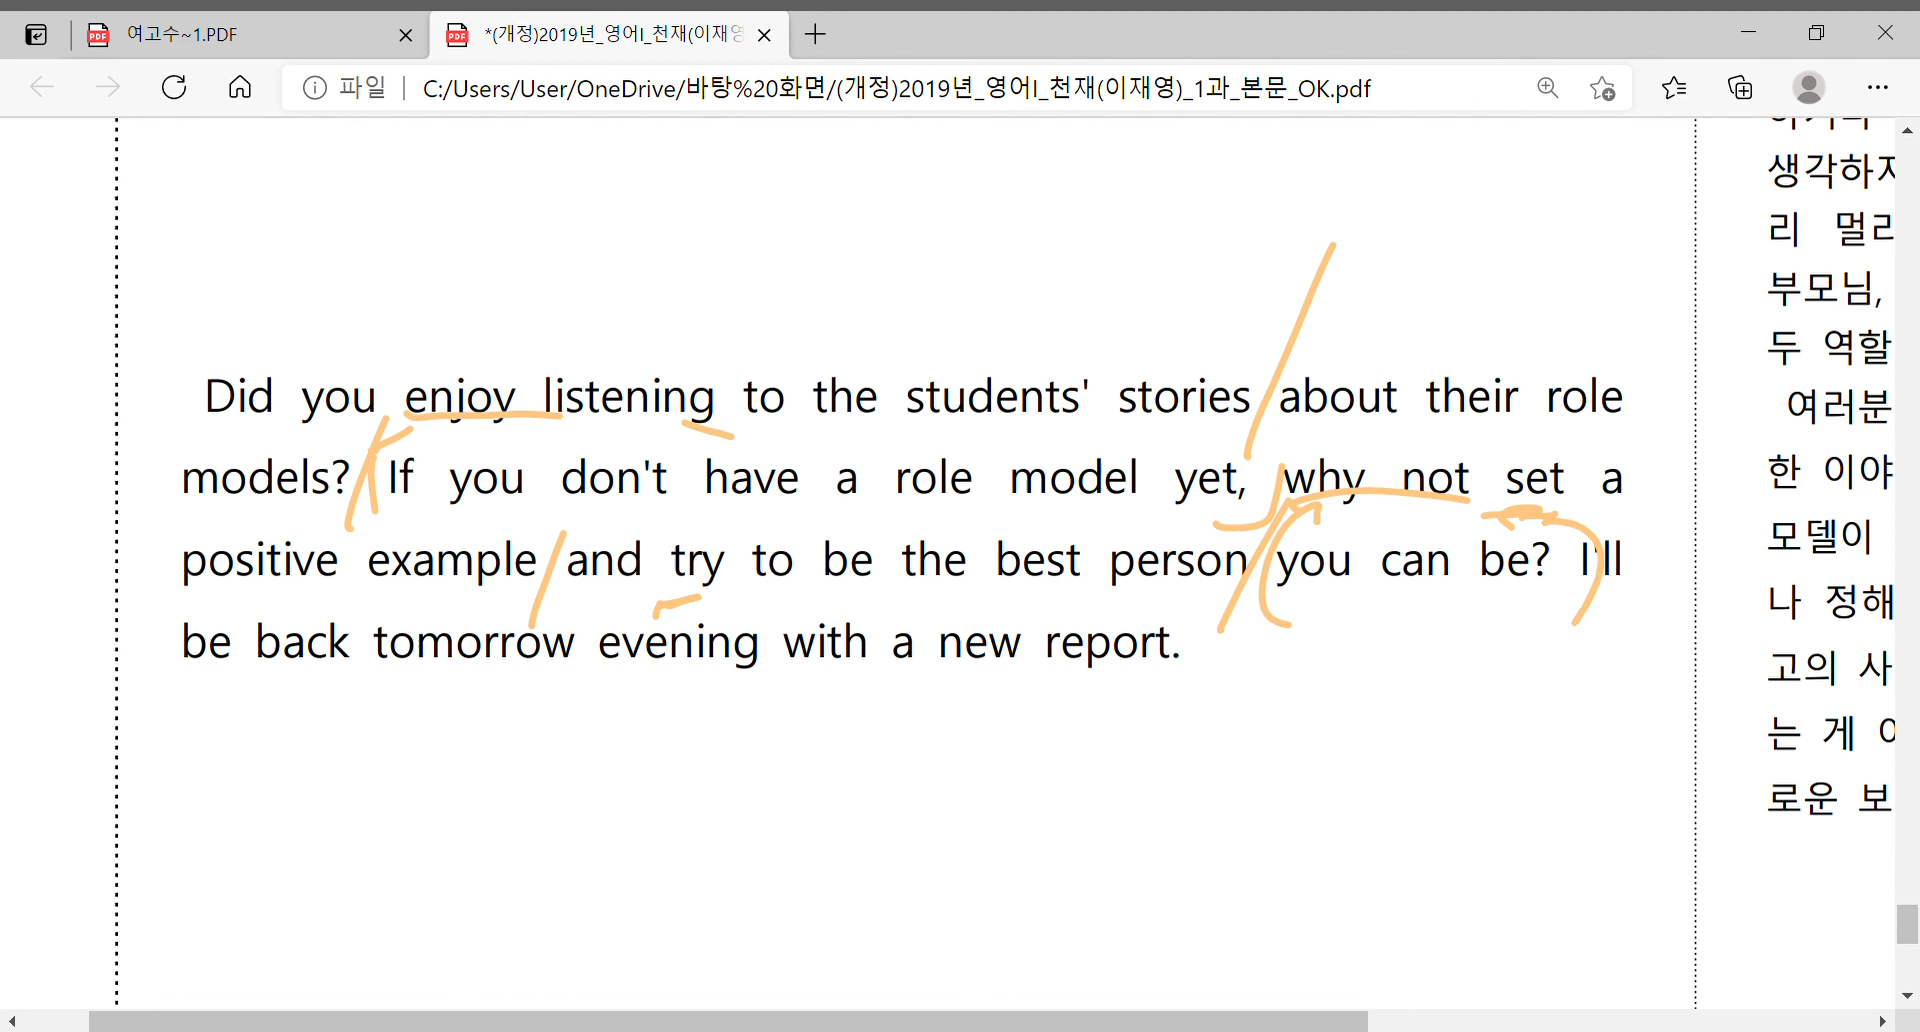 여고수~1.PDF
*(개정)2019년_영어I_천재(이재영
파일
C:/Users/User/OneDrive/바탕%20화면/(개정)2019년_영어I_천재(이재영)_1과_본문_OK.pdf
Did you enjoy listening to the students' stories about their role
models? If you don't have a role model yet, why not set a
positive example and try to be the best person you can be? I'll
be back tomorrow evening with a new report.
생각하지
리 멀리
부모님,
두 역할
여러분
한 이야
모델이
나 정해
고의 사
는 게
로운 보